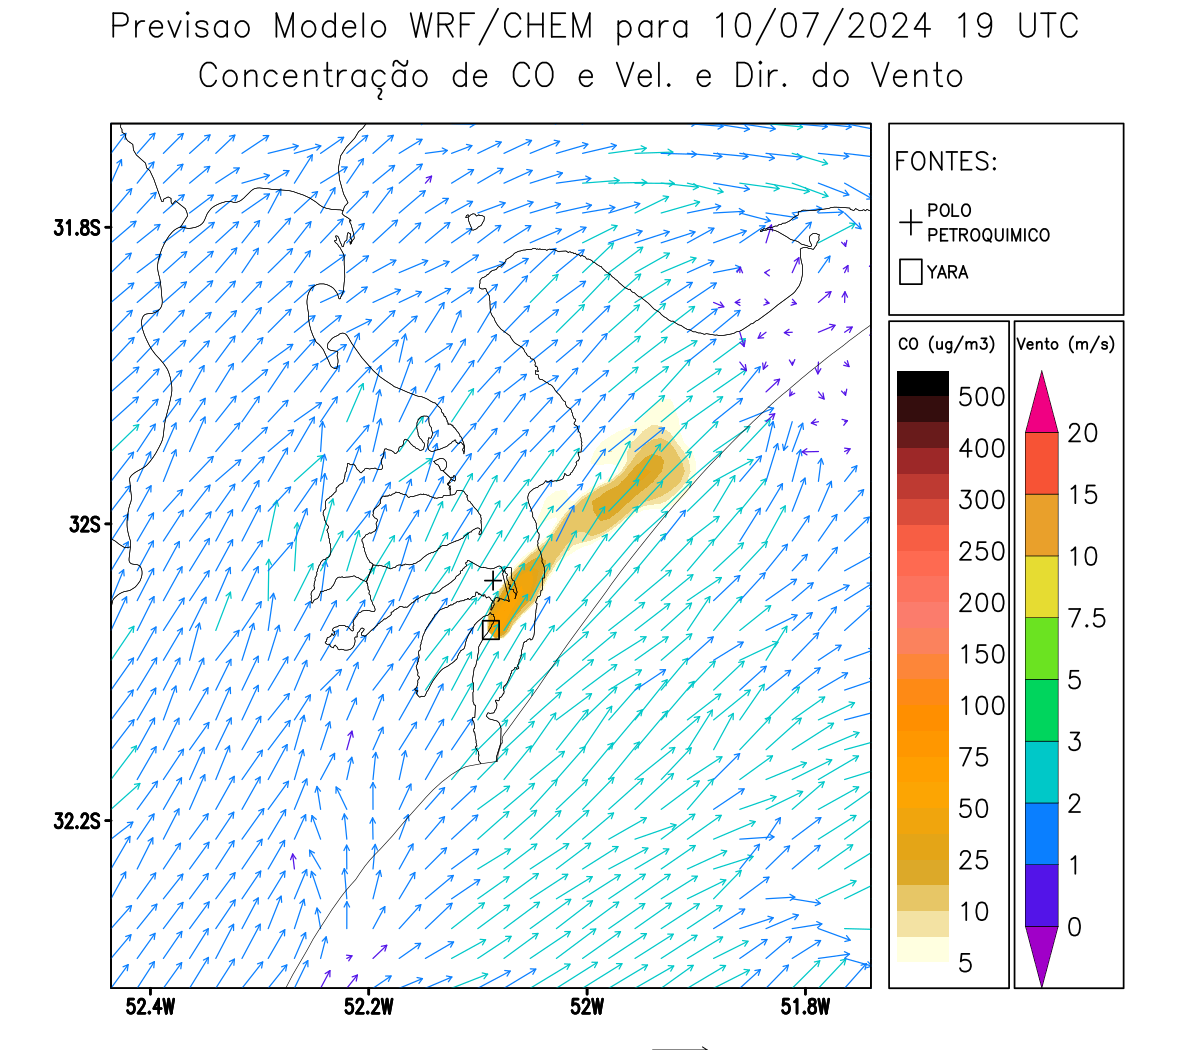 Previsao Modelo WRF/CHEM para 10/07/2024 19 UTC
Concentração de CO e Vel. e Dir. do Vento
FONTES:
POLO
PETROQUIMICO
YARA
CO (ug/m3)
500
400
300
250
200
150
100
75
50
25
10
5
Vento (m/s)
20
15
10
7.5
5
3
2
1
0
31.8S
32S
32.2S
52.4W
52.2W
52W
51.8W